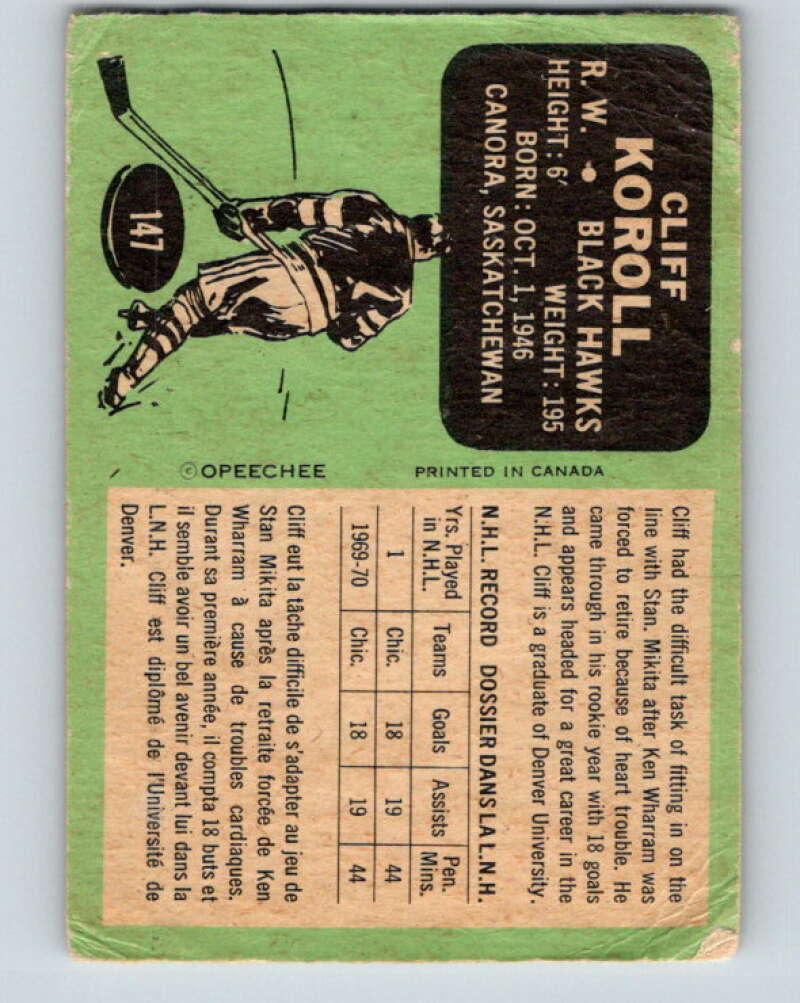 CLIFF
KOROLL
R. W. • BLACK HAWKS
HEIGHT: 6' WEIGHT: 195
BORN: OCT. 1, 1946
CANORA, SASKATCHEWAN
147
© OPEECHEE
PRINTED IN CANADA
Cliff had the difficult task of fitting in on the
line with Stan. Mikita after Ken Wharram was
forced to retire because of heart trouble. He
came through in his rookie year with 18 goals
and appears headed for a great career in the
N.H.L. Cliff is a graduate of Denver University.
N.H.L. RECORD DOSSIER DANS LA L.N.H.
Yrs. Played in N.H.L. Teams Goals Assists Pen. Mins.
1 Chic. 18 19 44
1969-70 Chic. 18 19 44
Cliff eut la tâche difficile de s'adapter au jeu de
Stan Mikita après la retraite forcée de Ken
Wharram à cause de troubles cardiaques.
Durant sa première année, il compta 18 buts et
il semble avoir un bel avenir devant lui dans la
L.N.H. Cliff est diplômé de l'Université de
Denver.